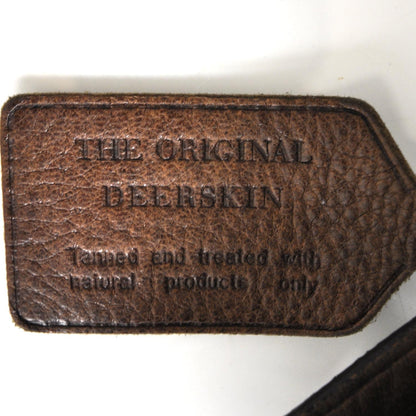 THE ORIGINAL
DEERSKIN
Tanned and treated with
natural products only